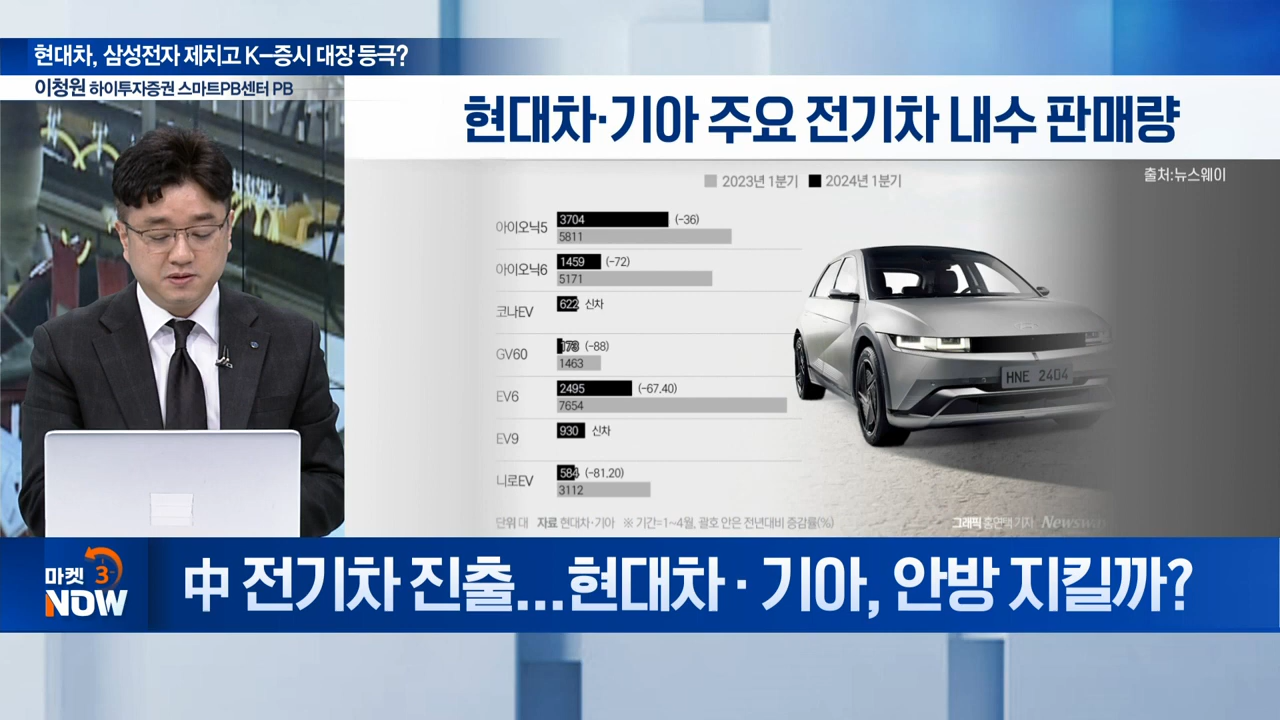 현대차, 삼성전자 제치고 K-증시 대장 등극?
이청원 하이투자증권 스마트PB센터 PB
현대차·기아 주요 전기차 내수 판매량
출처:뉴스웨이
2023년 1분기 2024년 1분기
아이오닉5
3704 (-36)
5811
아이오닉6
1459 (-72)
5171
코나EV
622 신차
GV60
(-88)
1463
EV6
2495 (-67.40)
7654
EV9
930 신차
니로EV
584 (-81.20)
3112
HNE 2404
단위 대 자료 현대차·기아 ※ 기간=1~4월, 괄호 안은 전년대비 증감률(%)
그래픽 홍연택 기자
마켓 3
NOW
中 전기차 진출...현대차·기아, 안방 지킬까?